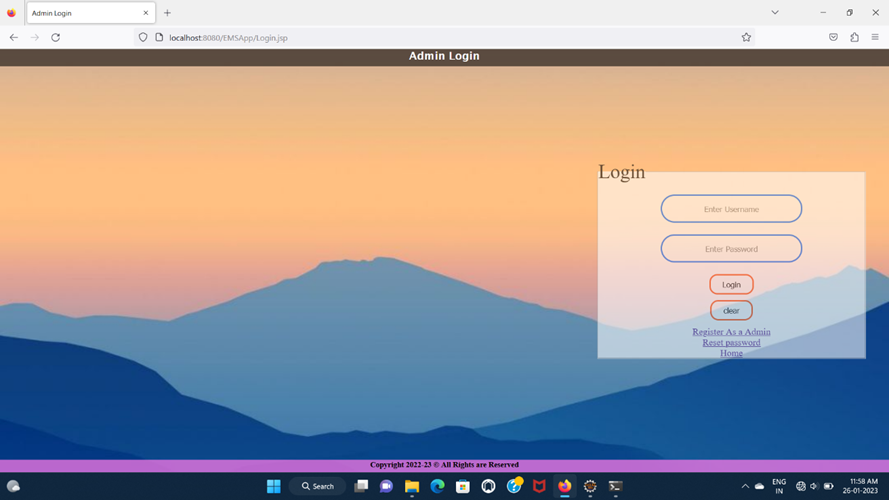 Admin Login
localhost:8080/EMSApp/Login.jsp
Admin Login
Login
Enter Username
Enter Password
Login
clear
Register As a Admin
Reset password
Home
Copyright 2022-23 © All Rights are Reserved
Search
ENG
IN
11:58 AM
26-01-2023